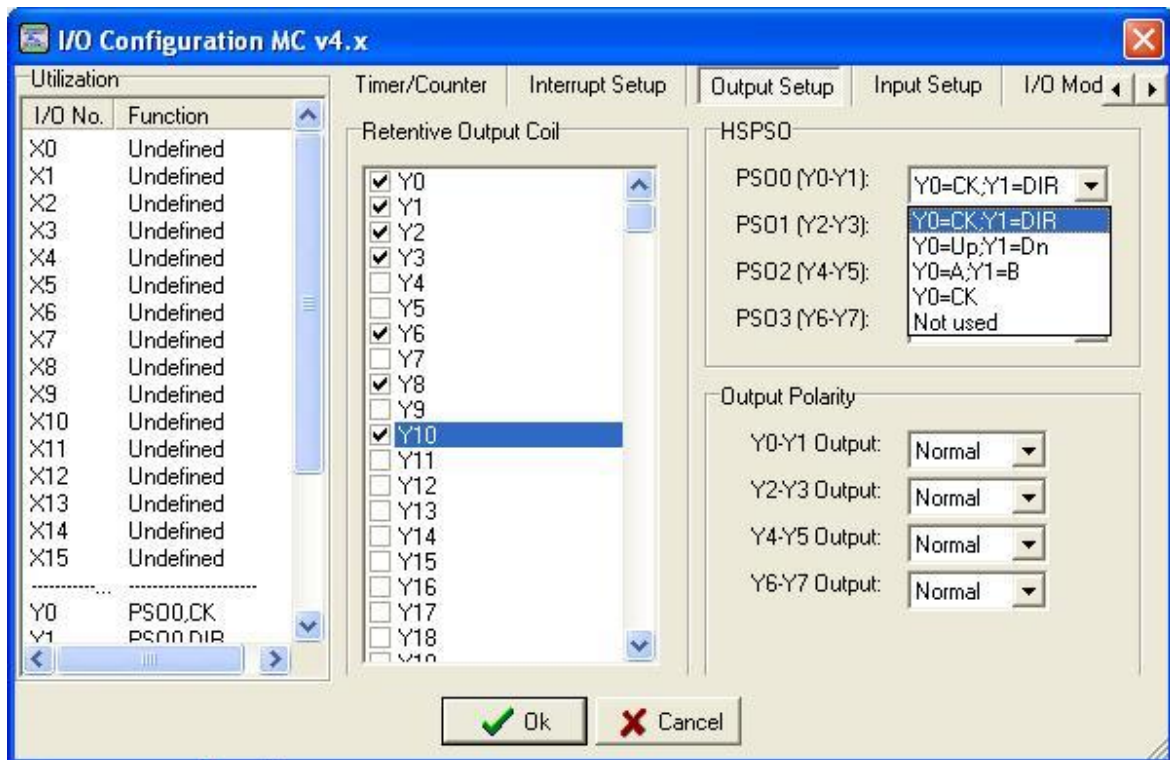 I/O Configuration MC v4.x
Utilization
I/O No. Function
X0 Undefined
X1 Undefined
X2 Undefined
X3 Undefined
X4 Undefined
X5 Undefined
X6 Undefined
X7 Undefined
X8 Undefined
X9 Undefined
X10 Undefined
X11 Undefined
X12 Undefined
X13 Undefined
X14 Undefined
X15 Undefined
----------... --------------------
Y0 PSO0,CK
Y1 PSO0,DIR
Timer/Counter Interrupt Setup Output Setup Input Setup I/O Mod
Retentive Output Coil
Y0
Y1
Y2
Y3
Y4
Y5
Y6
Y7
Y8
Y9
Y10
Y11
Y12
Y13
Y14
Y15
Y16
Y17
Y18
Y19
HSPSO
PSO0 (Y0-Y1): Y0=CK;Y1=DIR
Y0=CK;Y1=DIR
PSO1 (Y2-Y3):
Y0=Up;Y1=Dn
PSO2 (Y4-Y5): Y0=A;Y1=B
Y0=CK
PSO3 (Y6-Y7): Not used
Output Polarity
Y0-Y1 Output: Normal
Y2-Y3 Output: Normal
Y4-Y5 Output: Normal
Y6-Y7 Output: Normal
Ok Cancel